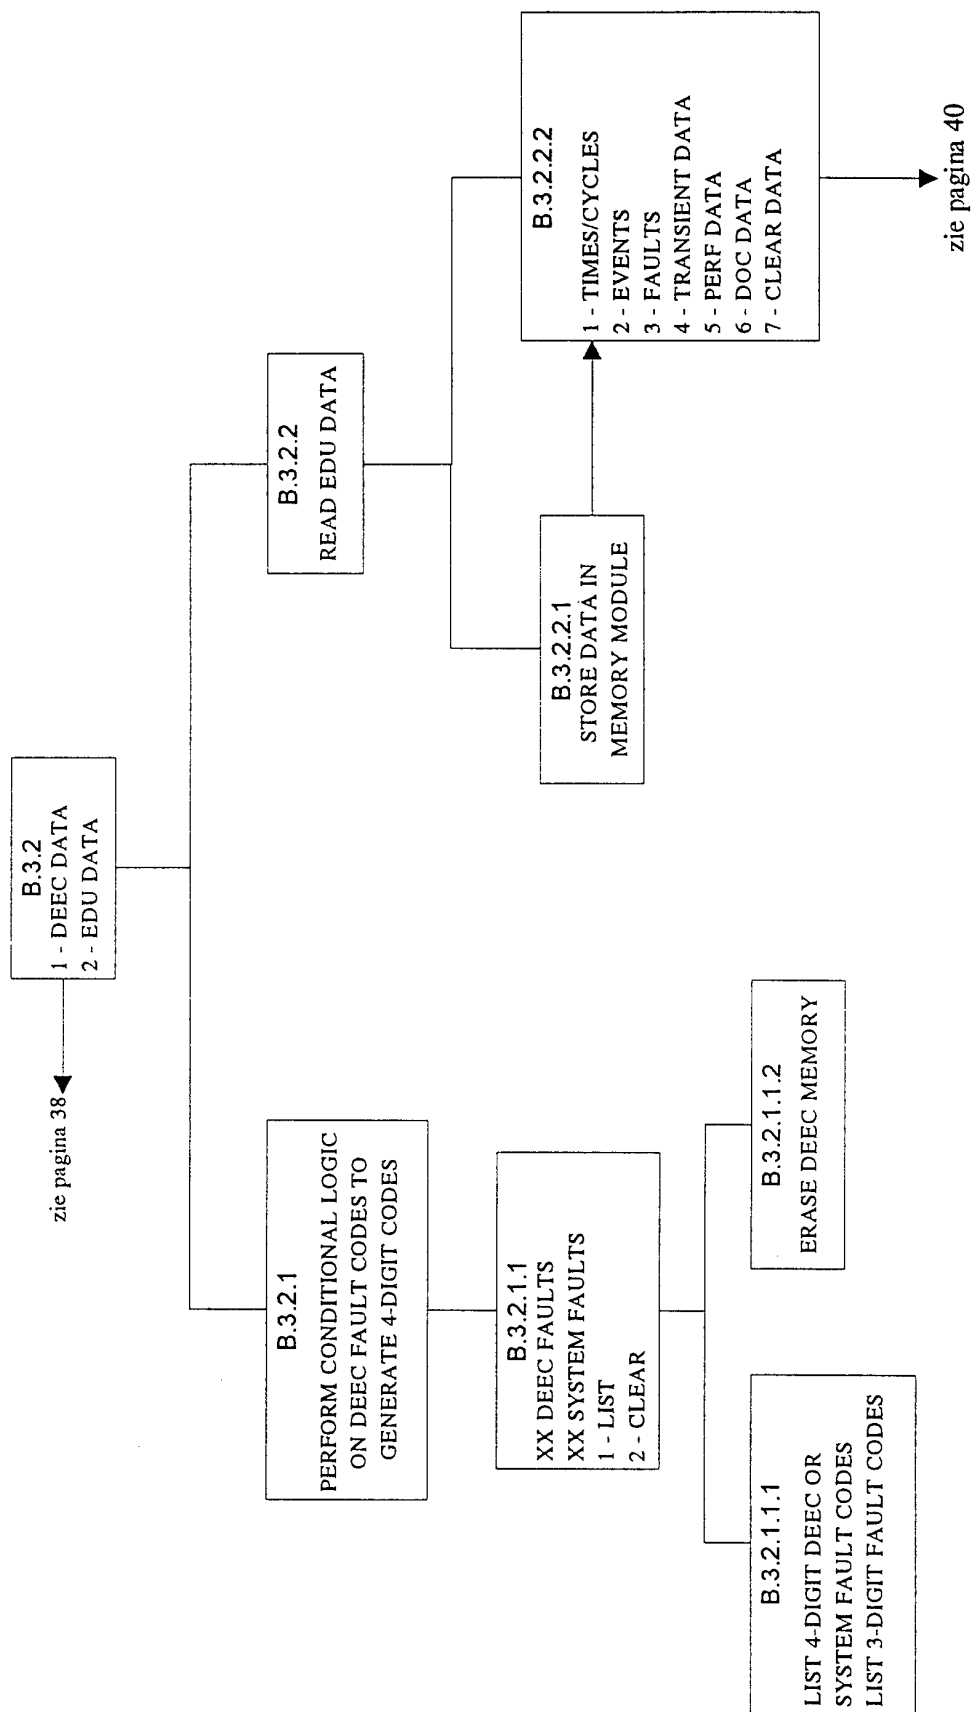 B.3.2
1 - DEEC DATA
2 - EDU DATA
zie pagina 38
B.3.2.1
PERFORM CONDITIONAL LOGIC
ON DEEC FAULT CODES TO
GENERATE 4-DIGIT CODES
B.3.2.2
READ EDU DATA
B.3.2.1.1
XX DEEC FAULTS
XX SYSTEM FAULTS
1 - LIST
2 - CLEAR
B.3.2.2.1
STORE DATA IN
MEMORY MODULE
B.3.2.2.2
1 - TIMES/CYCLES
2 - EVENTS
3 - FAULTS
4 - TRANSIENT DATA
5 - PERF DATA
6 - DOC DATA
7 - CLEAR DATA
B.3.2.1.1.1
LIST 4-DIGIT DEEC OR
SYSTEM FAULT CODES
LIST 3-DIGIT FAULT CODES
B.3.2.1.1.2
ERASE DEEC MEMORY
zie pagina 40